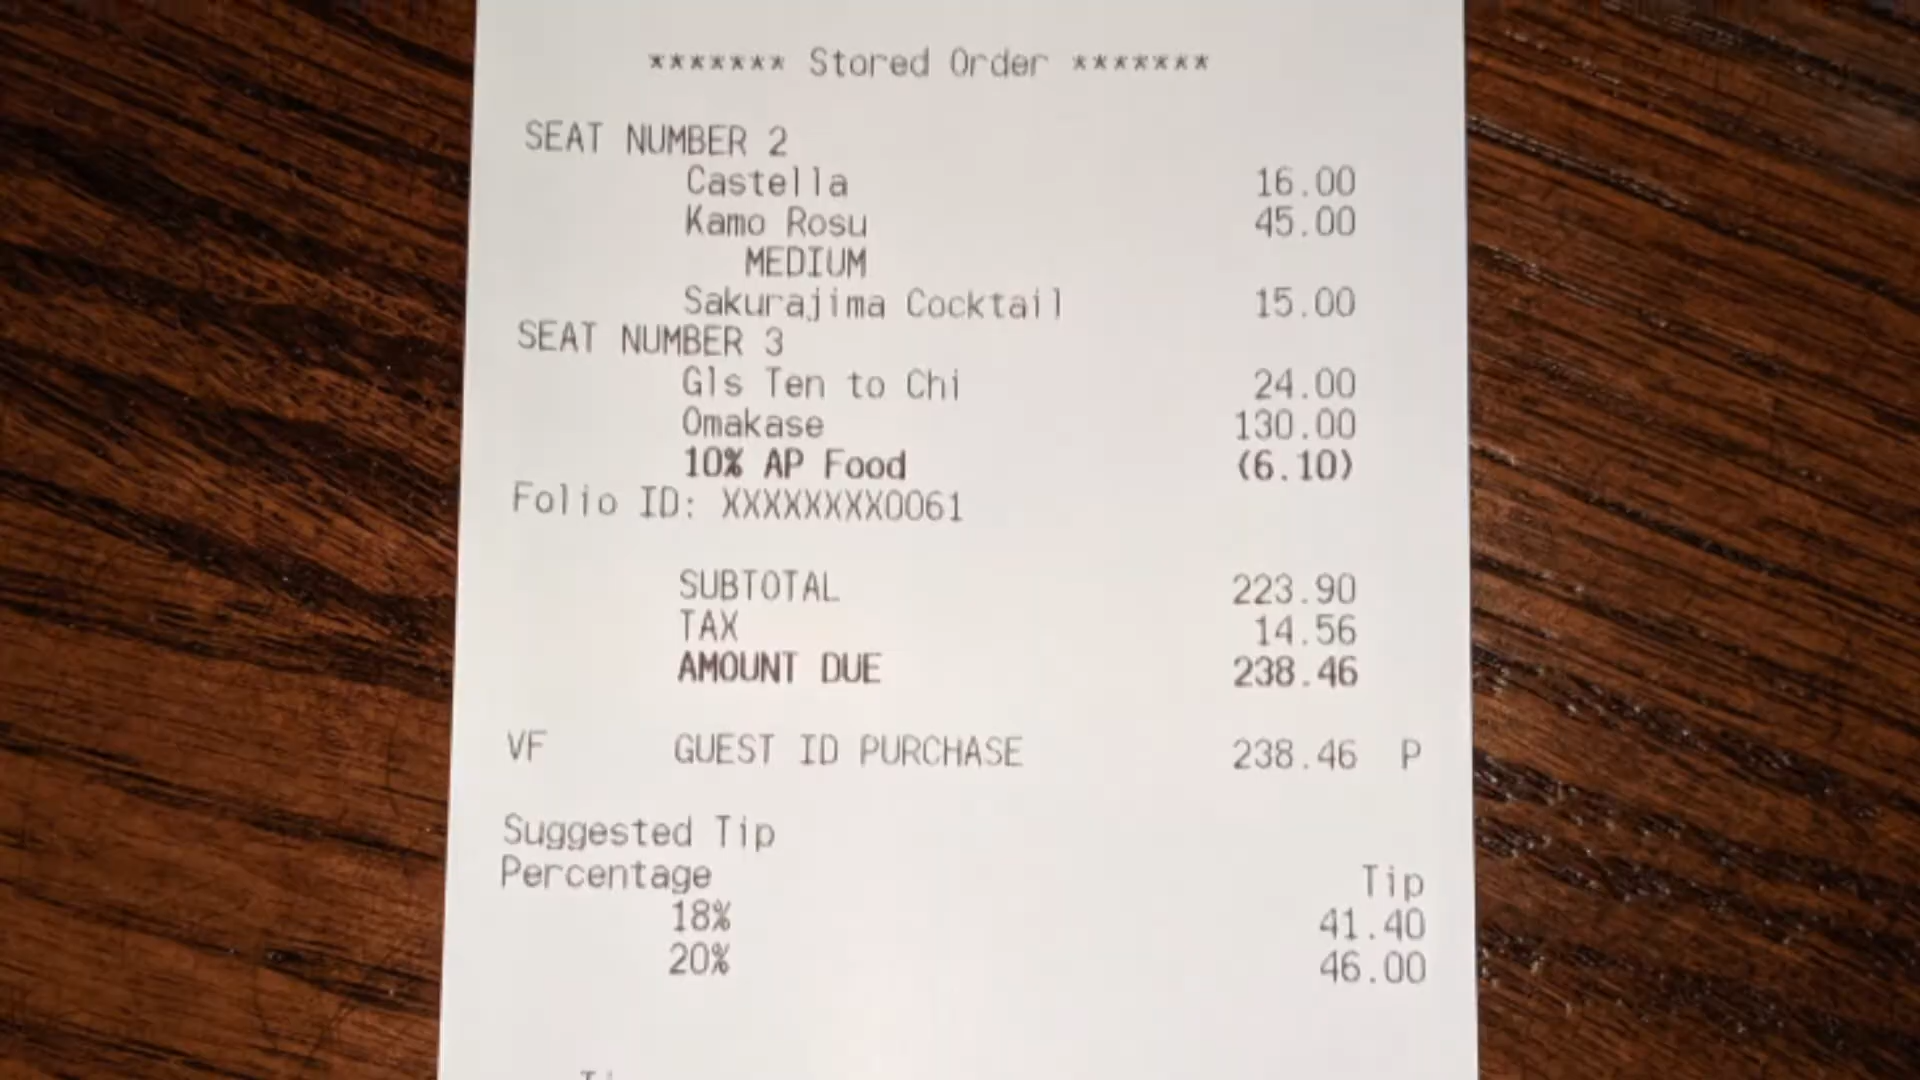 ******* Stored Order *******
SEAT NUMBER 2
Castella 16.00
Kamo Rosu 45.00
MEDIUM
Sakurajima Cocktail 15.00
SEAT NUMBER 3
Gls Ten to Chi 24.00
Omakase 130.00
10% AP Food (6.10)
Folio ID: XXXXXXXX0061
SUBTOTAL 223.90
TAX 14.56
AMOUNT DUE 238.46
VF GUEST ID PURCHASE 238.46 P
Suggested Tip
Percentage Tip
18% 41.40
20% 46.00